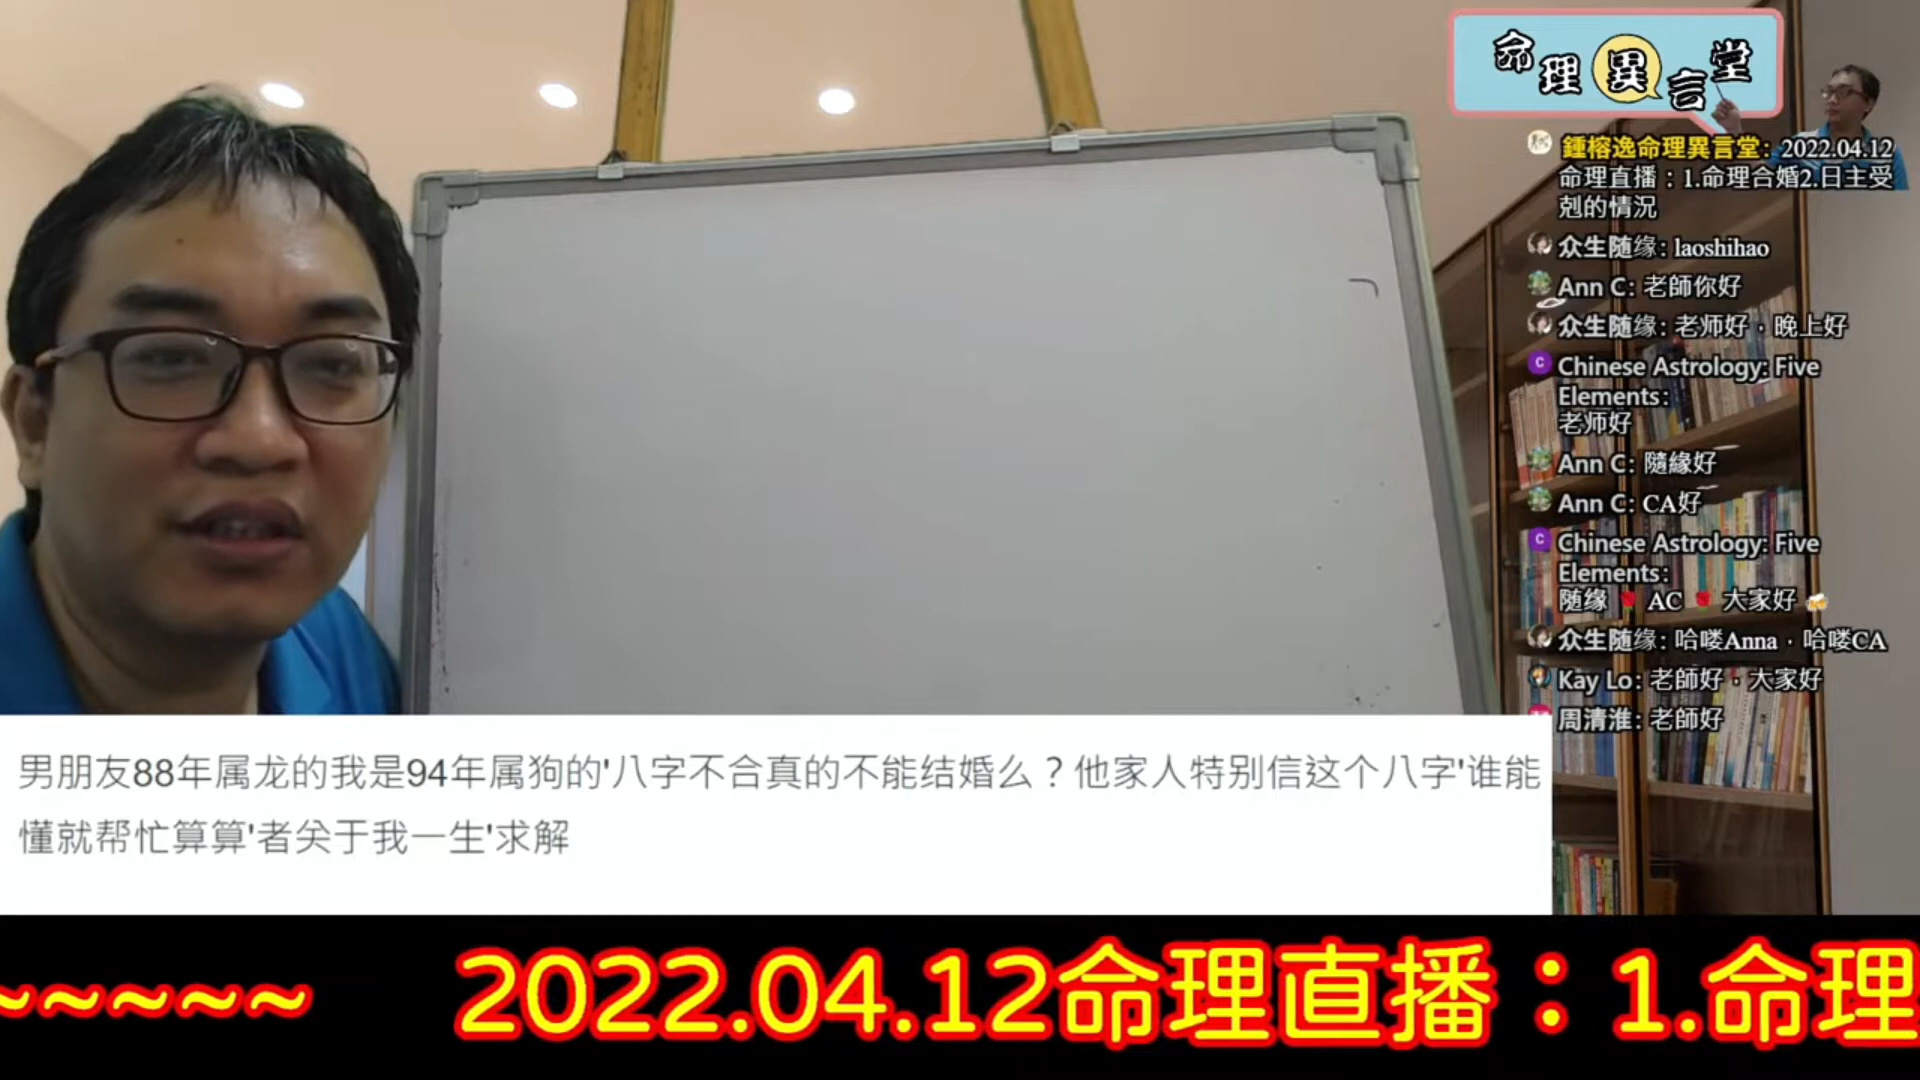 命理異言堂
鍾榕逸命理異言堂: 2022.04.12
命理直播：1.命理合婚2.日主受
剋的情況
众生随缘: laoshihao
Ann C: 老師你好
众生随缘: 老师好，晚上好
C Chinese Astrology: Five
Elements:
老师好
Ann C: 隨緣好
Ann C: CA好
C Chinese Astrology: Five
Elements:
随缘🌹AC🌹大家好🍻
众生随缘: 哈喽Anna，哈喽CA
Kay Lo: 老師好，大家好
周清淮: 老師好
男朋友88年属龙的我是94年属狗的'八字不合真的不能结婚么？他家人特别信这个八字'谁能
懂就帮忙算算'者关于我一生'求解
~~~~~ 2022.04.12命理直播：1.命理